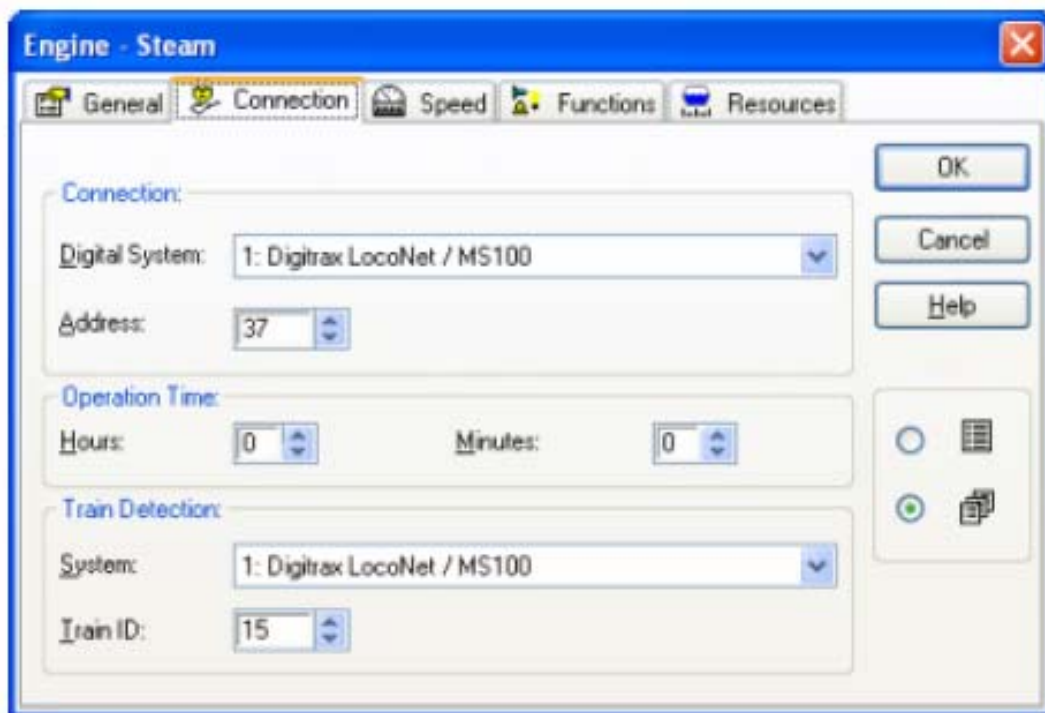 Engine - Steam
General Connection Speed Functions Resources
Connection:
Digital System: 1: Digitrax LocoNet / MS100
Address: 37
Operation Time:
Hours: 0 Minutes: 0
Train Detection:
System: 1: Digitrax LocoNet / MS100
Train ID: 15
OK
Cancel
Help